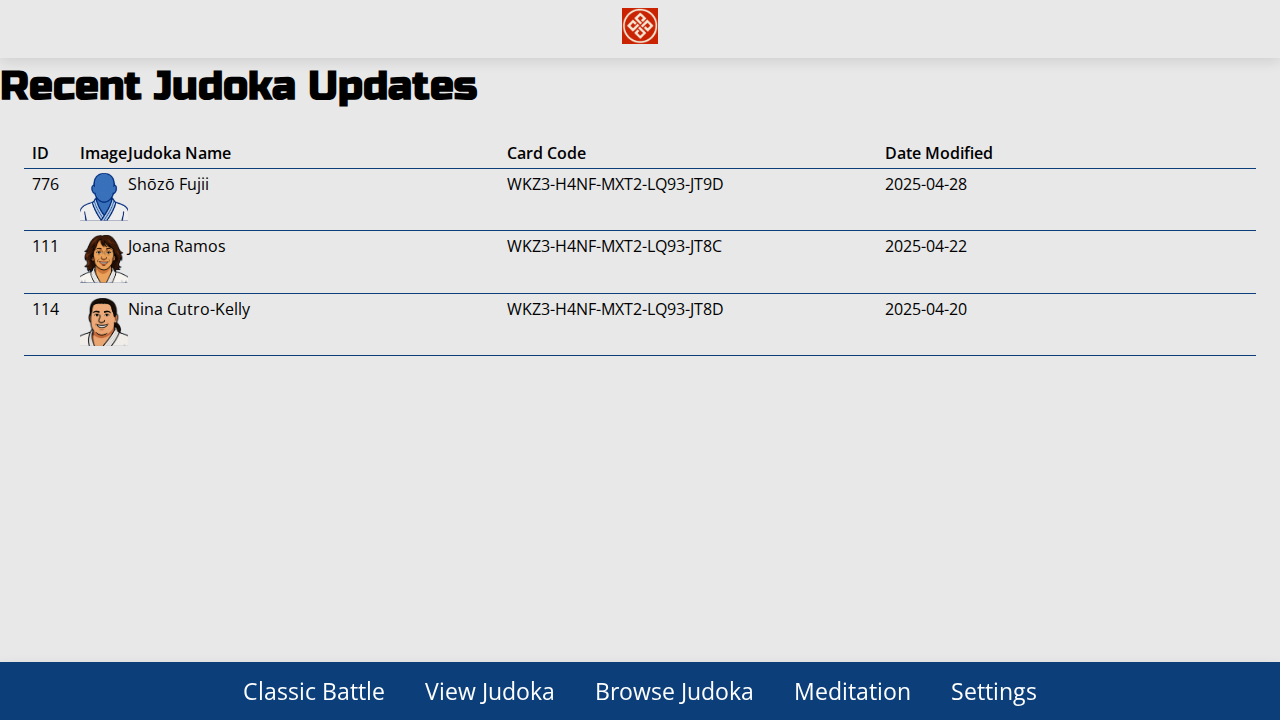 Recent Judoka Updates
ID Image Judoka Name Card Code Date Modified
776 Shōzō Fujii WKZ3-H4NF-MXT2-LQ93-JT9D 2025-04-28
111 Joana Ramos WKZ3-H4NF-MXT2-LQ93-JT8C 2025-04-22
114 Nina Cutro-Kelly WKZ3-H4NF-MXT2-LQ93-JT8D 2025-04-20
Classic Battle View Judoka Browse Judoka Meditation Settings